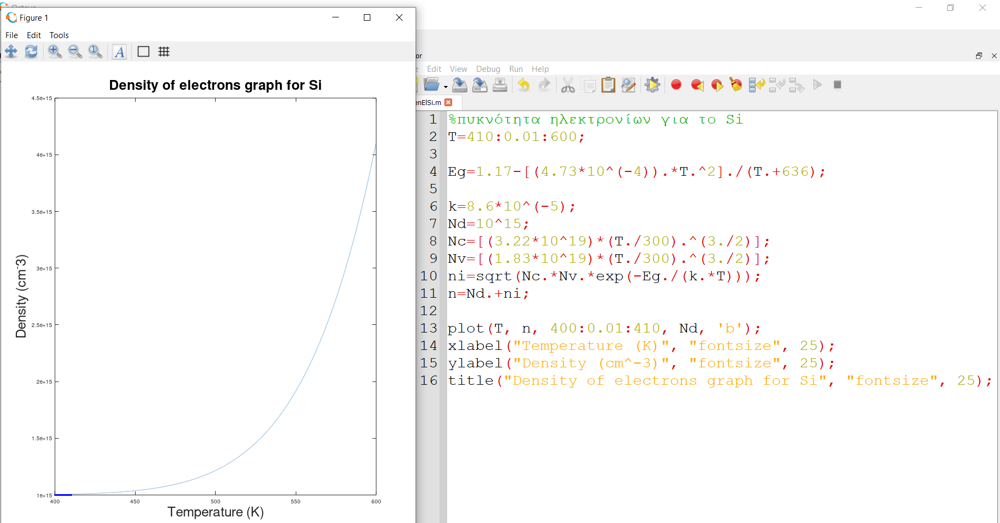 Octave
Figure 1
File Edit Tools
Density of electrons graph for Si
4.5e+15
4e+15
3.5e+15
3e+15
2.5e+15
2e+15
1.5e+15
1e+15
Density (cm-3)
400 450 500 550 600
Temperature (K)
or
e Edit View Debug Run Help
enElSi.m
1 %πυκνότητα ηλεκτρονίων για το Si
2 T=410:0.01:600;
3
4 Eg=1.17-[(4.73*10^(-4)).*T.^2]./(T.+636);
5
6 k=8.6*10^(-5);
7 Nd=10^15;
8 Nc=[(3.22*10^19)*(T./300).^(3./2)];
9 Nv=[(1.83*10^19)*(T./300).^(3./2)];
10 ni=sqrt(Nc.*Nv.*exp(-Eg./(k.*T)));
11 n=Nd.+ni;
12
13 plot(T, n, 400:0.01:410, Nd, 'b');
14 xlabel("Temperature (K)", "fontsize", 25);
15 ylabel("Density (cm^-3)", "fontsize", 25);
16 title("Density of electrons graph for Si", "fontsize", 25);